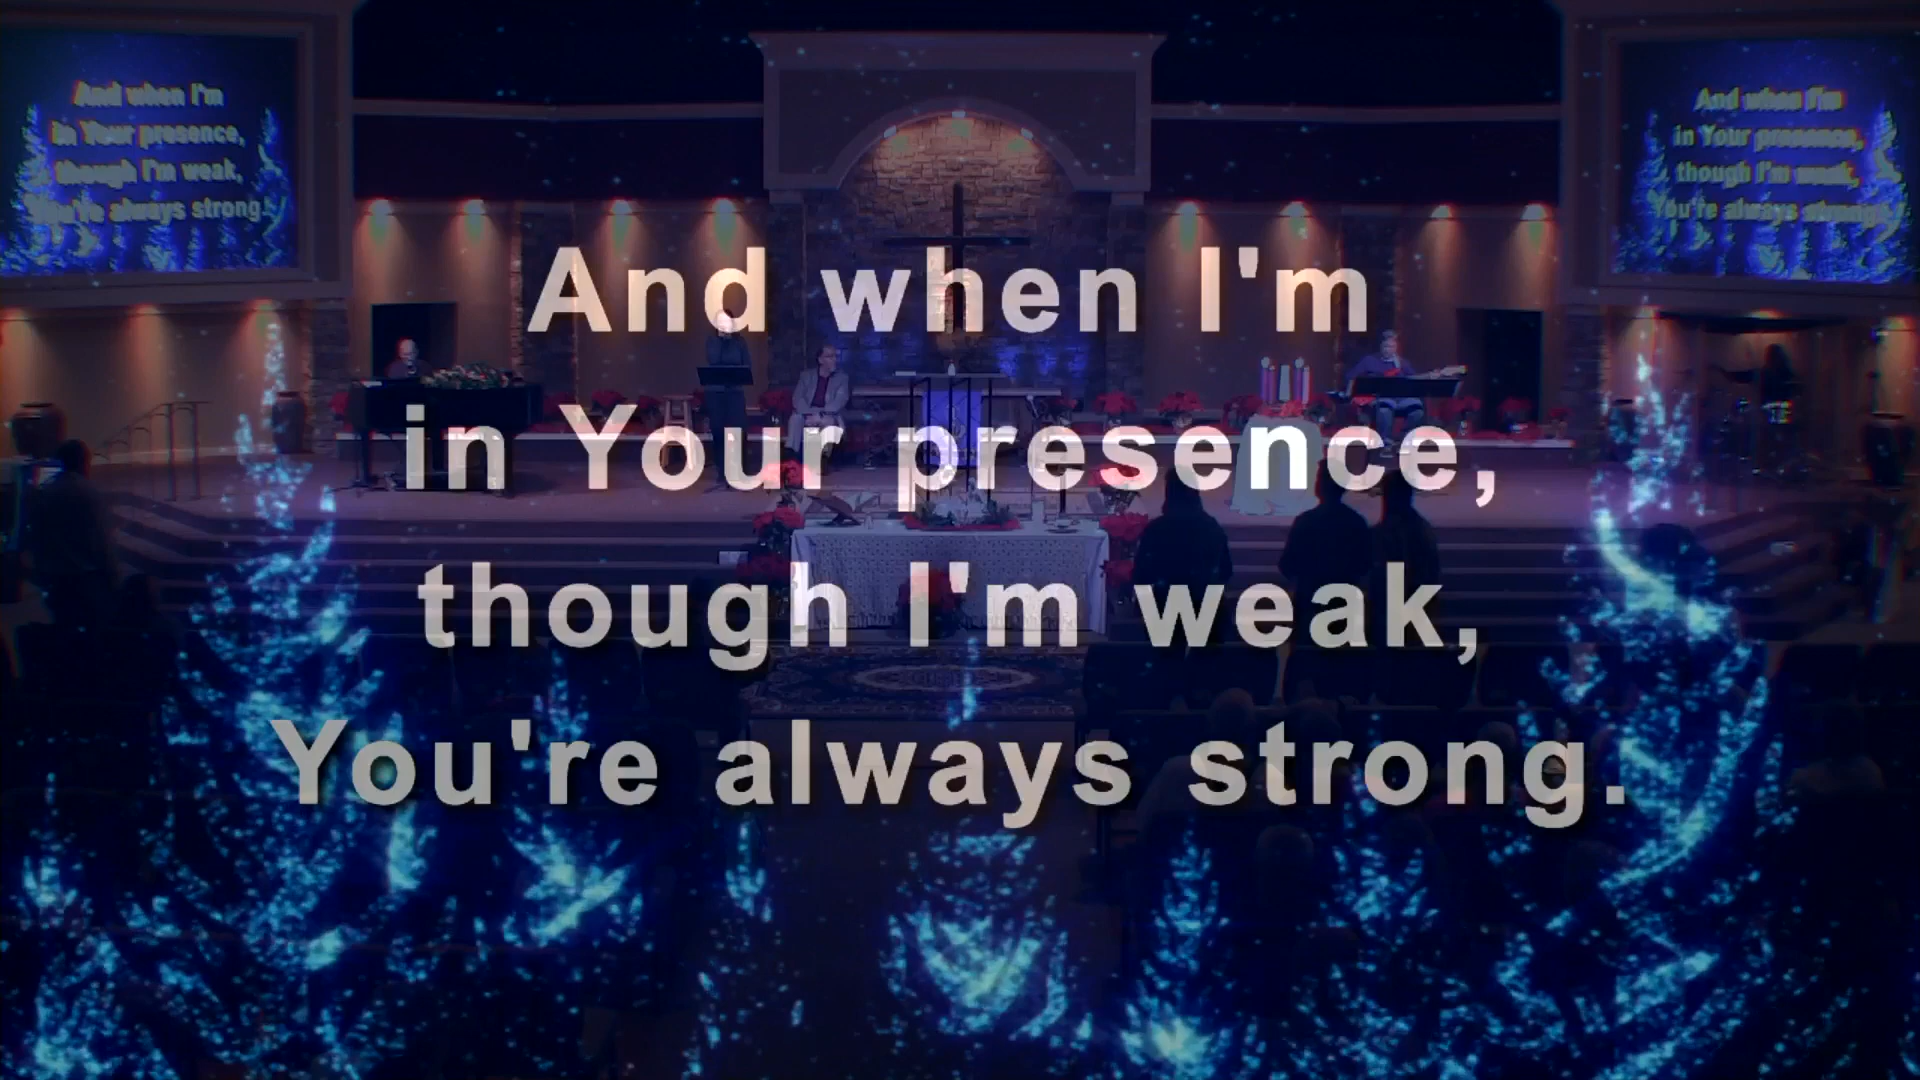 And when I'm
in Your presence,
though I'm weak,
You're always strong.
And when I'm
in Your presence,
though I'm weak,
You're always strong.
And when I'm
in Your presence,
though I'm weak,
You're always strong.